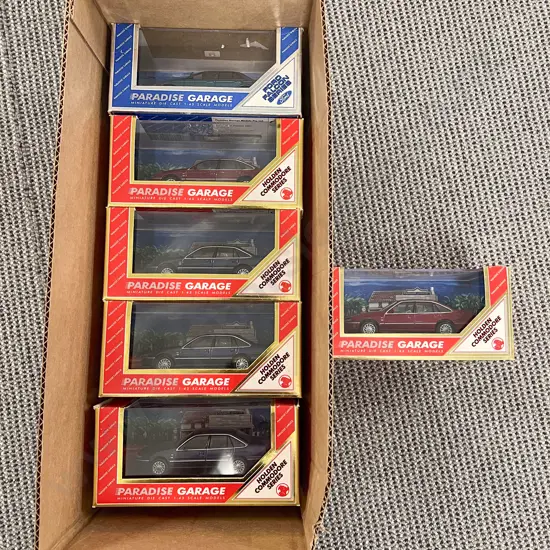 PARADISE GARAGE
MINIATURE DIE CAST 1:43 SCALE MODELS
FORD
FALCON
SERIES
Ford
PARADISE GARAGE
MINIATURE DIE CAST 1:43 SCALE MODELS
HOLDEN
COMMODORE
SERIES
PARADISE GARAGE
MINIATURE DIE CAST 1:43 SCALE MODELS
HOLDEN
COMMODORE
SERIES
PARADISE GARAGE
MINIATURE DIE CAST 1:43 SCALE MODELS
HOLDEN
COMMODORE
SERIES
PARADISE GARAGE
MINIATURE DIE CAST 1:43 SCALE MODELS
HOLDEN
COMMODORE
SERIES
PARADISE GARAGE
MINIATURE DIE CAST 1:43 SCALE MODELS
HOLDEN
COMMODORE
SERIES